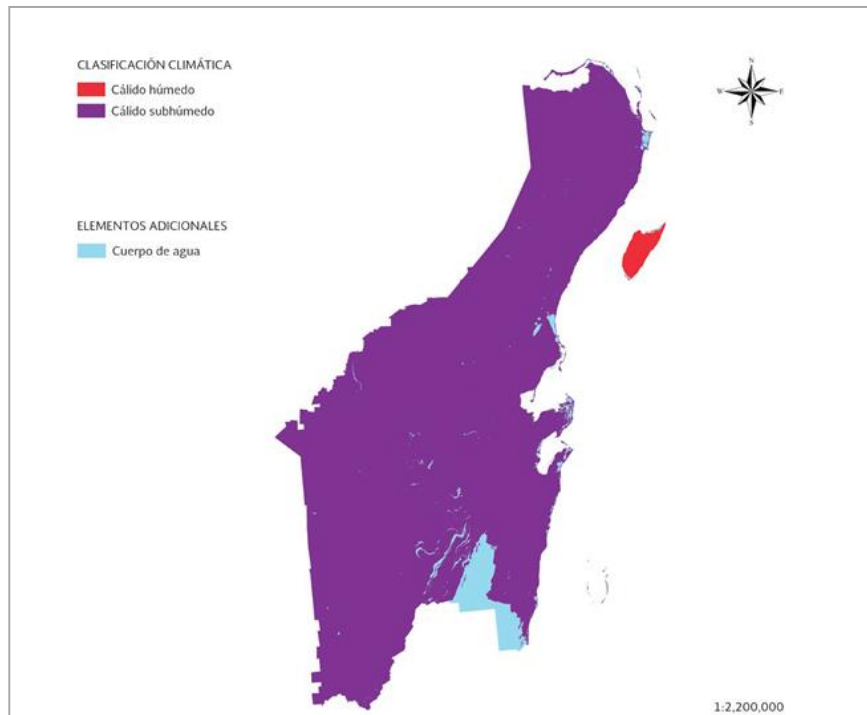 CLASIFICACIÓN CLIMÁTICA
Cálido húmedo
Cálido subhúmedo
ELEMENTOS ADICIONALES
Cuerpo de agua
N
W E
S
1:2,200,000